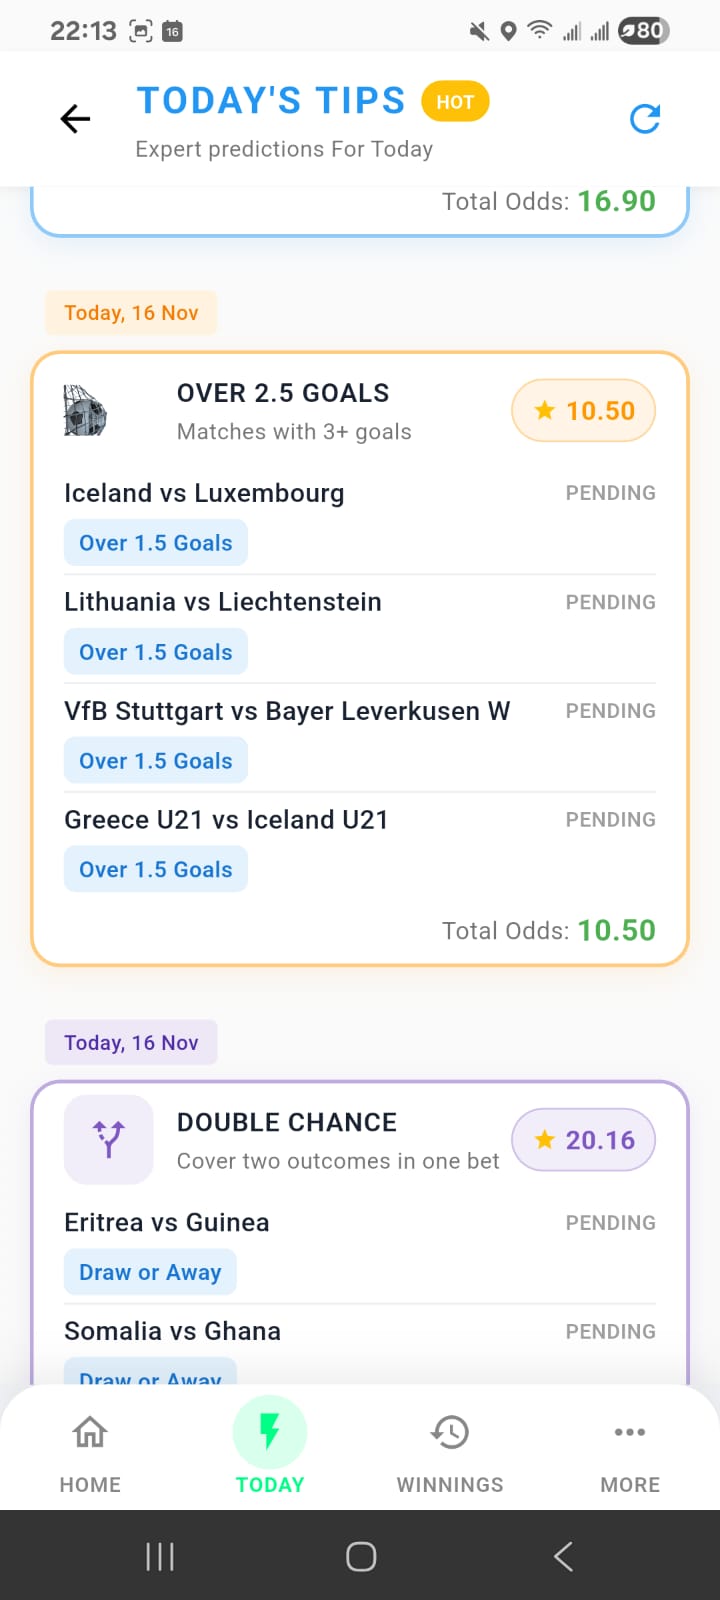 22:13 16 80
TODAY'S TIPS HOT
Expert predictions For Today
Total Odds: 16.90
Today, 16 Nov
OVER 2.5 GOALS 10.50
Matches with 3+ goals
Iceland vs Luxembourg PENDING
Over 1.5 Goals
Lithuania vs Liechtenstein PENDING
Over 1.5 Goals
VfB Stuttgart vs Bayer Leverkusen W PENDING
Over 1.5 Goals
Greece U21 vs Iceland U21 PENDING
Over 1.5 Goals
Total Odds: 10.50
Today, 16 Nov
DOUBLE CHANCE 20.16
Cover two outcomes in one bet
Eritrea vs Guinea PENDING
Draw or Away
Somalia vs Ghana PENDING
Draw or Away
HOME TODAY WINNINGS MORE